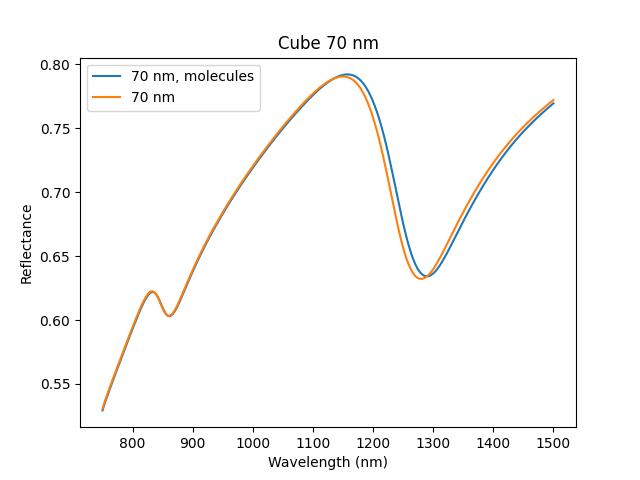 Cube 70 nm
70 nm, molecules
70 nm
0.80
0.75
0.70
0.65
0.60
0.55
Reflectance
800 900 1000 1100 1200 1300 1400 1500
Wavelength (nm)